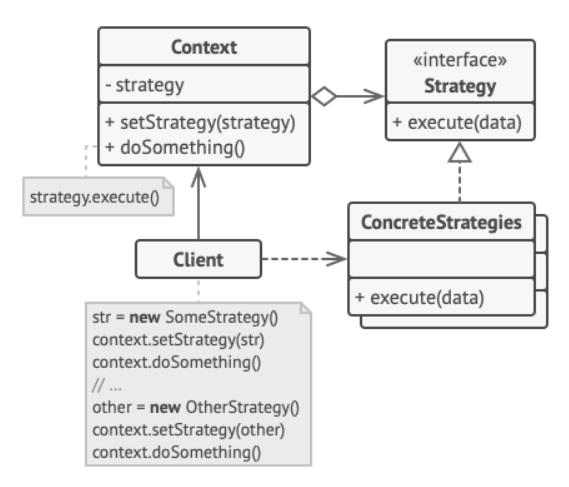 Context
- strategy
+ setStrategy(strategy)
+ doSomething()
strategy.execute()
«interface»
Strategy
+ execute(data)
ConcreteStrategies
+ execute(data)
Client
str = new SomeStrategy()
context.setStrategy(str)
context.doSomething()
// ...
other = new OtherStrategy()
context.setStrategy(other)
context.doSomething()